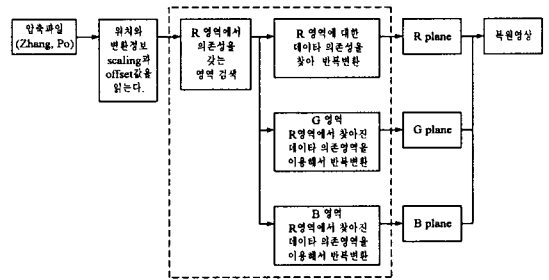 압축파일
(Zhang, Po)
위치와
변환정보
scaling과
offset값을
읽는다.
R 영역에서
의존성을
갖는
영역 검색
R 영역에 대한
데이타 의존성을
찾아 반복변환
R plane
복원영상
G 영역
R영역에서 찾아진
데이타 의존영역을
이용해서 반복변환
G plane
B 영역
R영역에서 찾아진
데이타 의존영역을
이용해서 반복변환
B plane